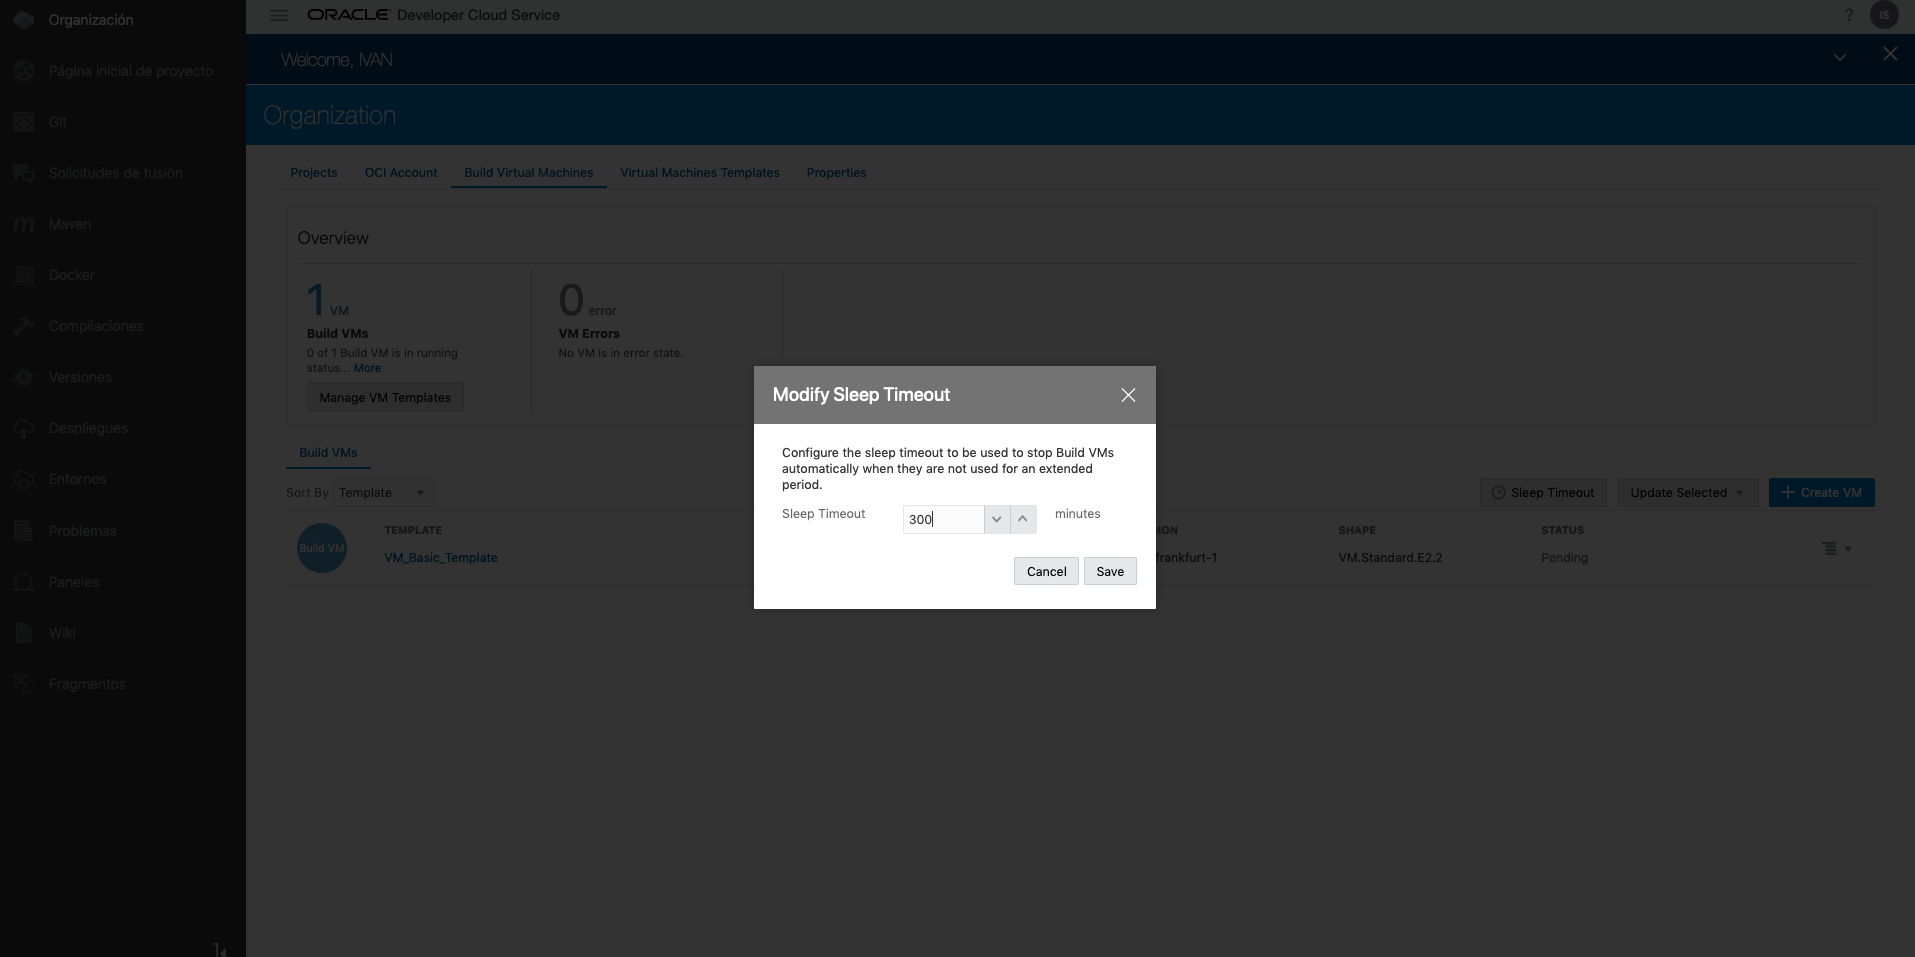 Organización
Página inicial de proyecto
Git
Solicitudes de fusión
Maven
Docker
Compilaciones
Versiones
Despliegues
Entornos
Problemas
Paneles
Wiki
Fragmentos
ORACLE Developer Cloud Service
? IS
Welcome, IVAN
Organization
Projects OCI Account Build Virtual Machines Virtual Machines Templates Properties
Overview
1 VM
Build VMs
0 of 1 Build VM is in running
status... More
Manage VM Templates
0 error
VM Errors
No VM is in error state.
Build VMs
Sort By Template
Sleep Timeout Update Selected Create VM
Build VM
TEMPLATE
VM_Basic_Template
ION
frankfurt-1
SHAPE
VM.Standard.E2.2
STATUS
Pending
Modify Sleep Timeout
Configure the sleep timeout to be used to stop Build VMs
automatically when they are not used for an extended
period.
Sleep Timeout 300 minutes
Cancel Save